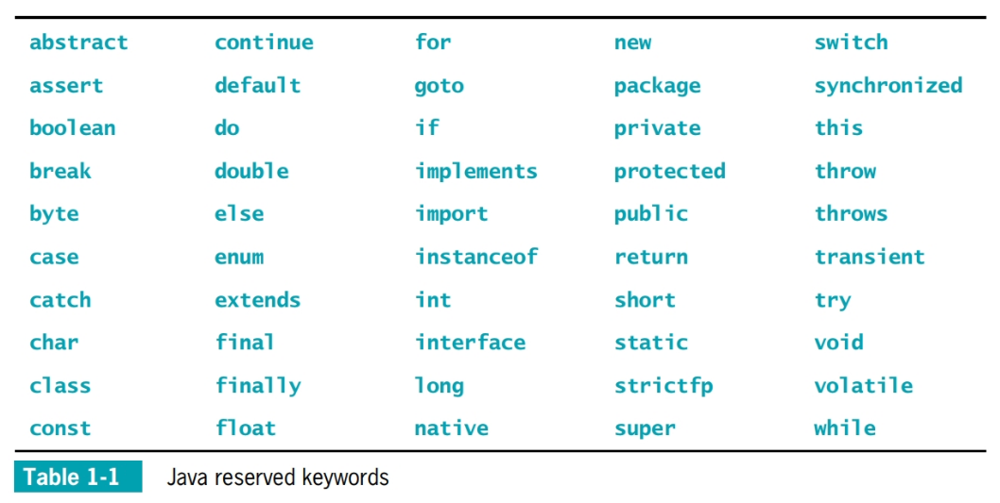 abstract continue for new switch
assert default goto package synchronized
boolean do if private this
break double implements protected throw
byte else import public throws
case enum instanceof return transient
catch extends int short try
char final interface static void
class finally long strictfp volatile
const float native super while
Table 1-1 Java reserved keywords